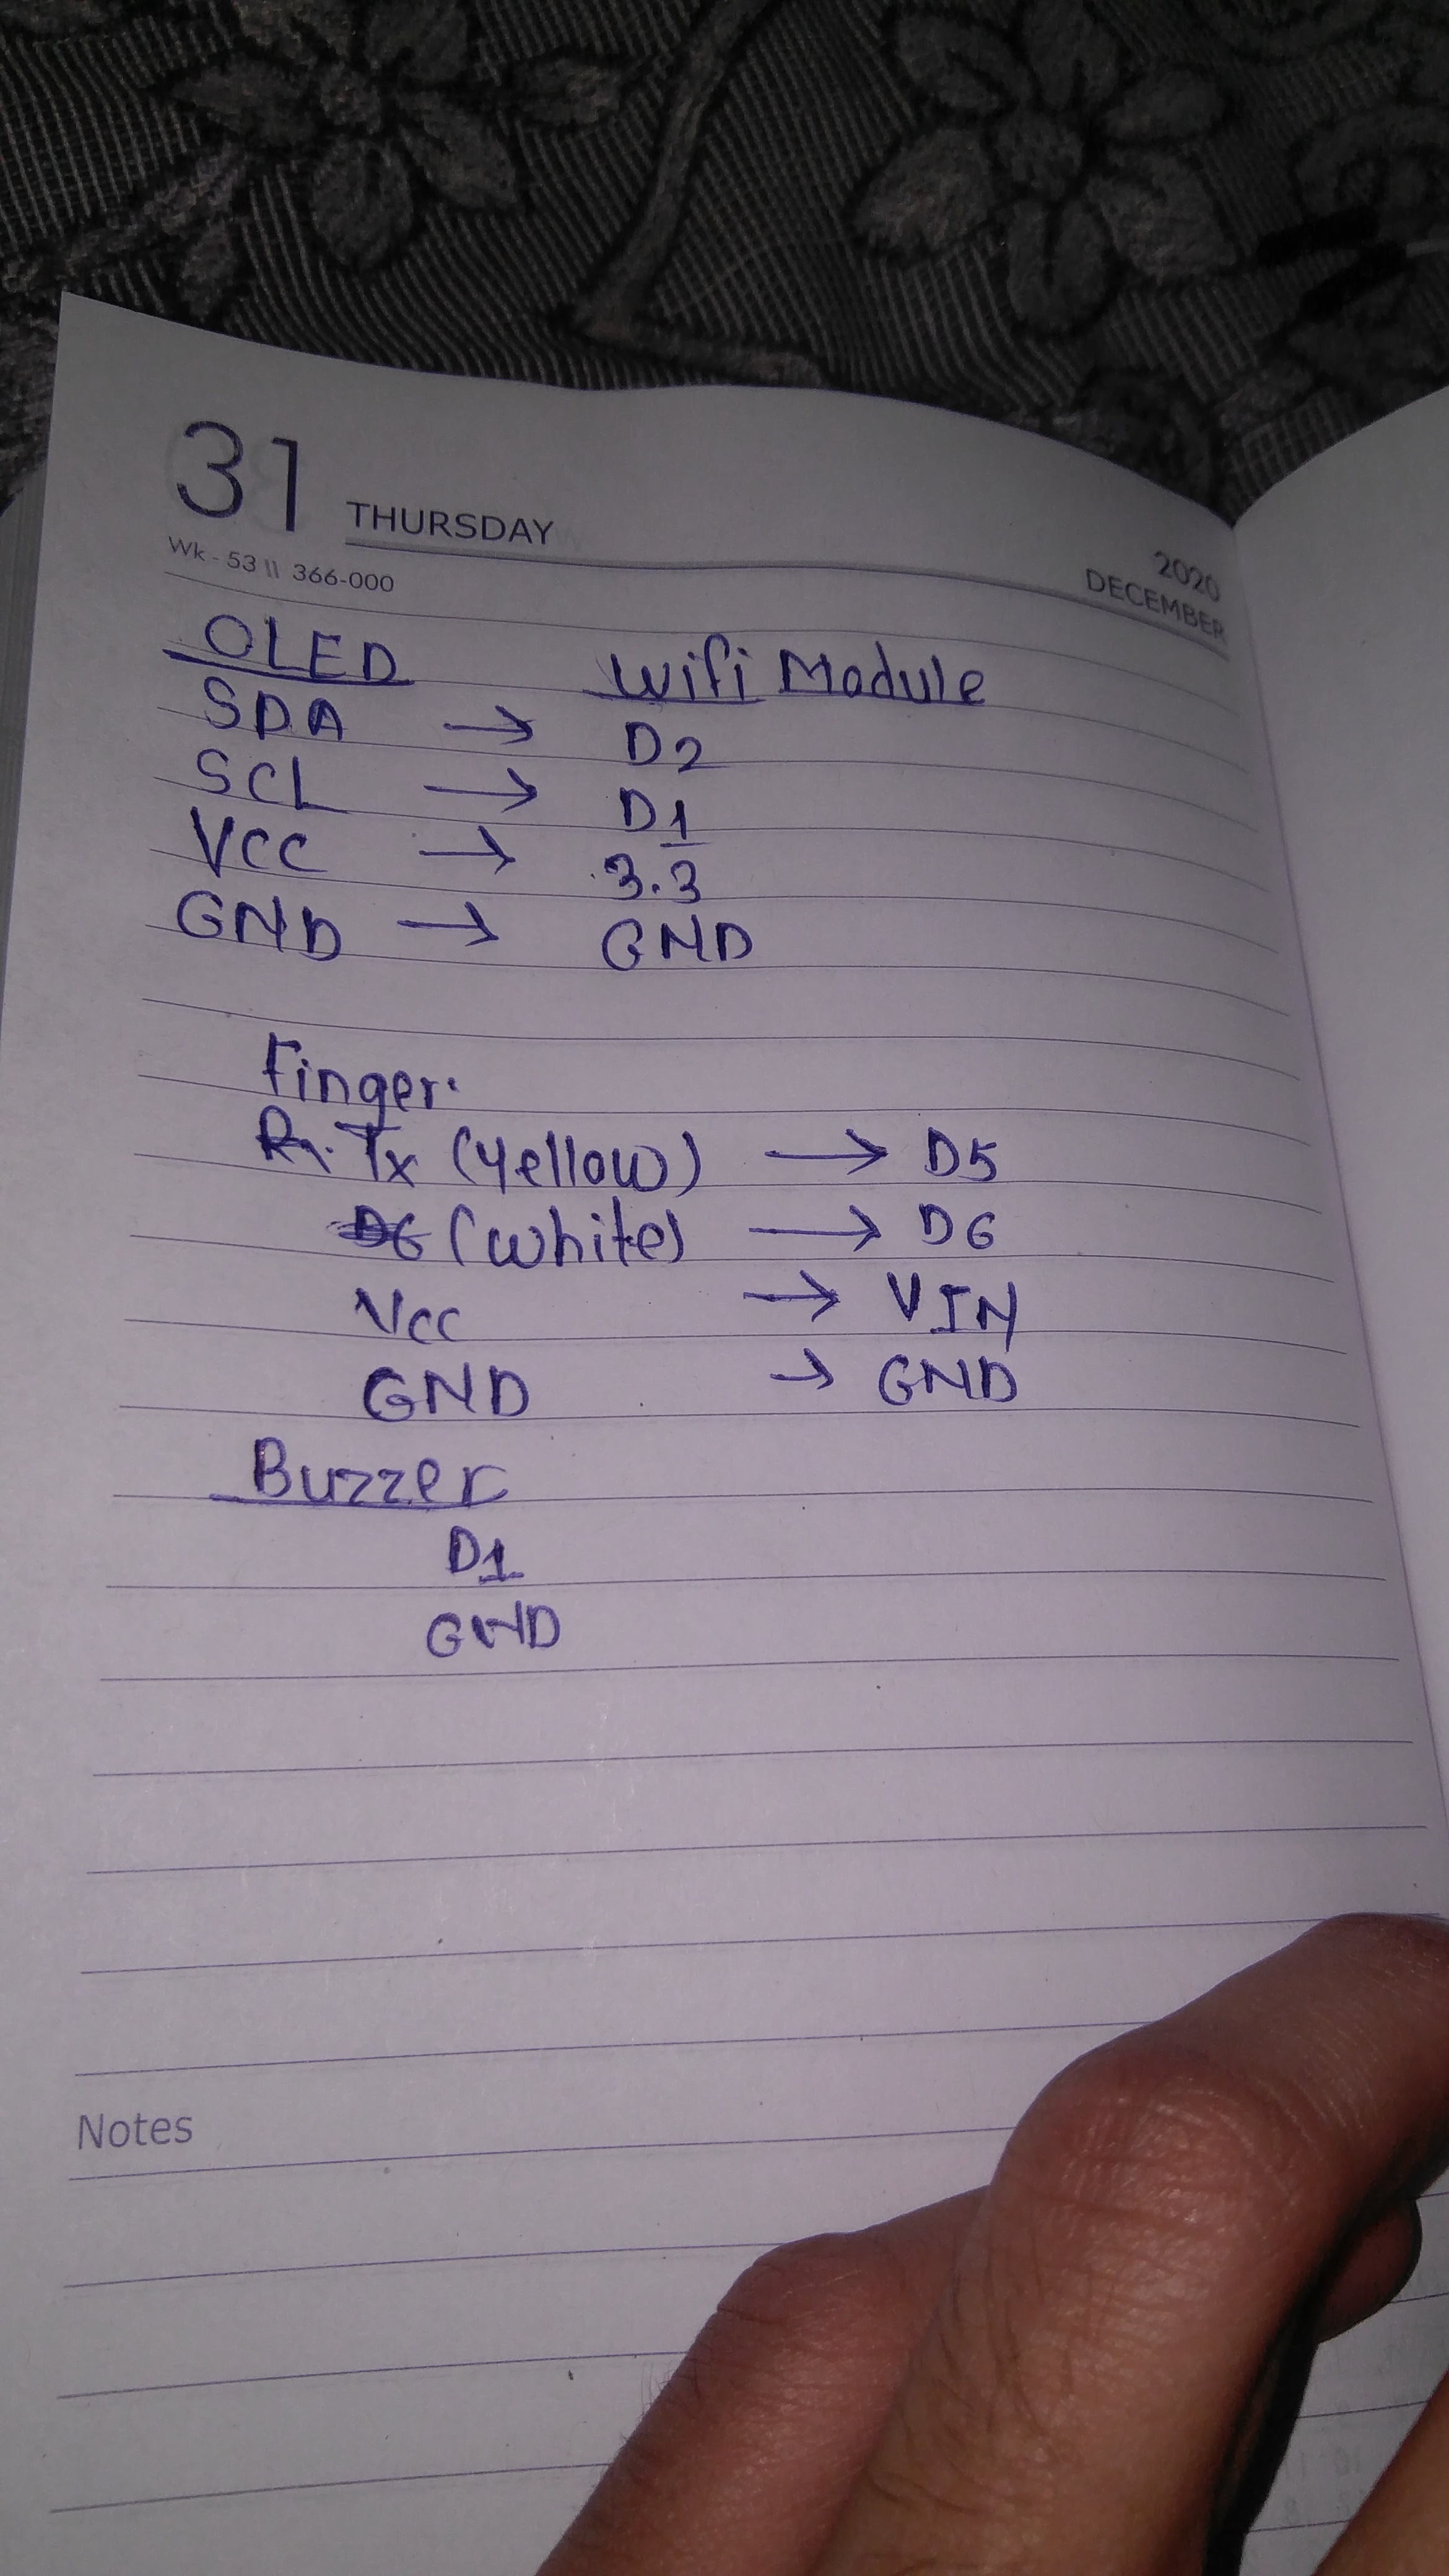 31 THURSDAY
2020
DECEMBER
Wk - 53 \\ 366-000
OLED Wifi Module
SDA → D2
SCL → D1
VCC → 3.3
GND → GND
Finger.
Rx. Tx (Yellow) → D5
D6 (White) → D6
Vcc → VIN
GND → GND
Buzzer
D1
GND
Notes